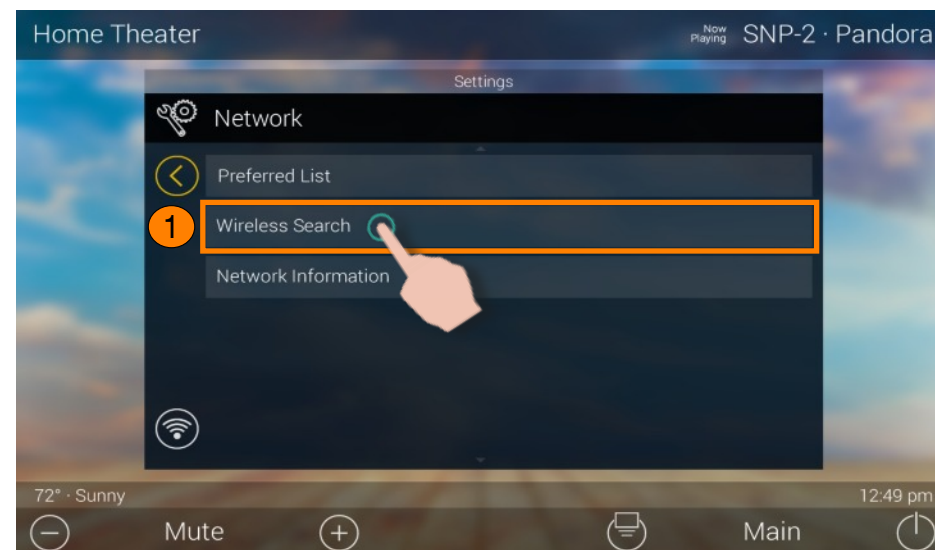 Home Theater
Now Playing SNP-2 · Pandora
Settings
Network
Preferred List
1 Wireless Search
Network Information
72° · Sunny
12:49 pm
Mute
Main